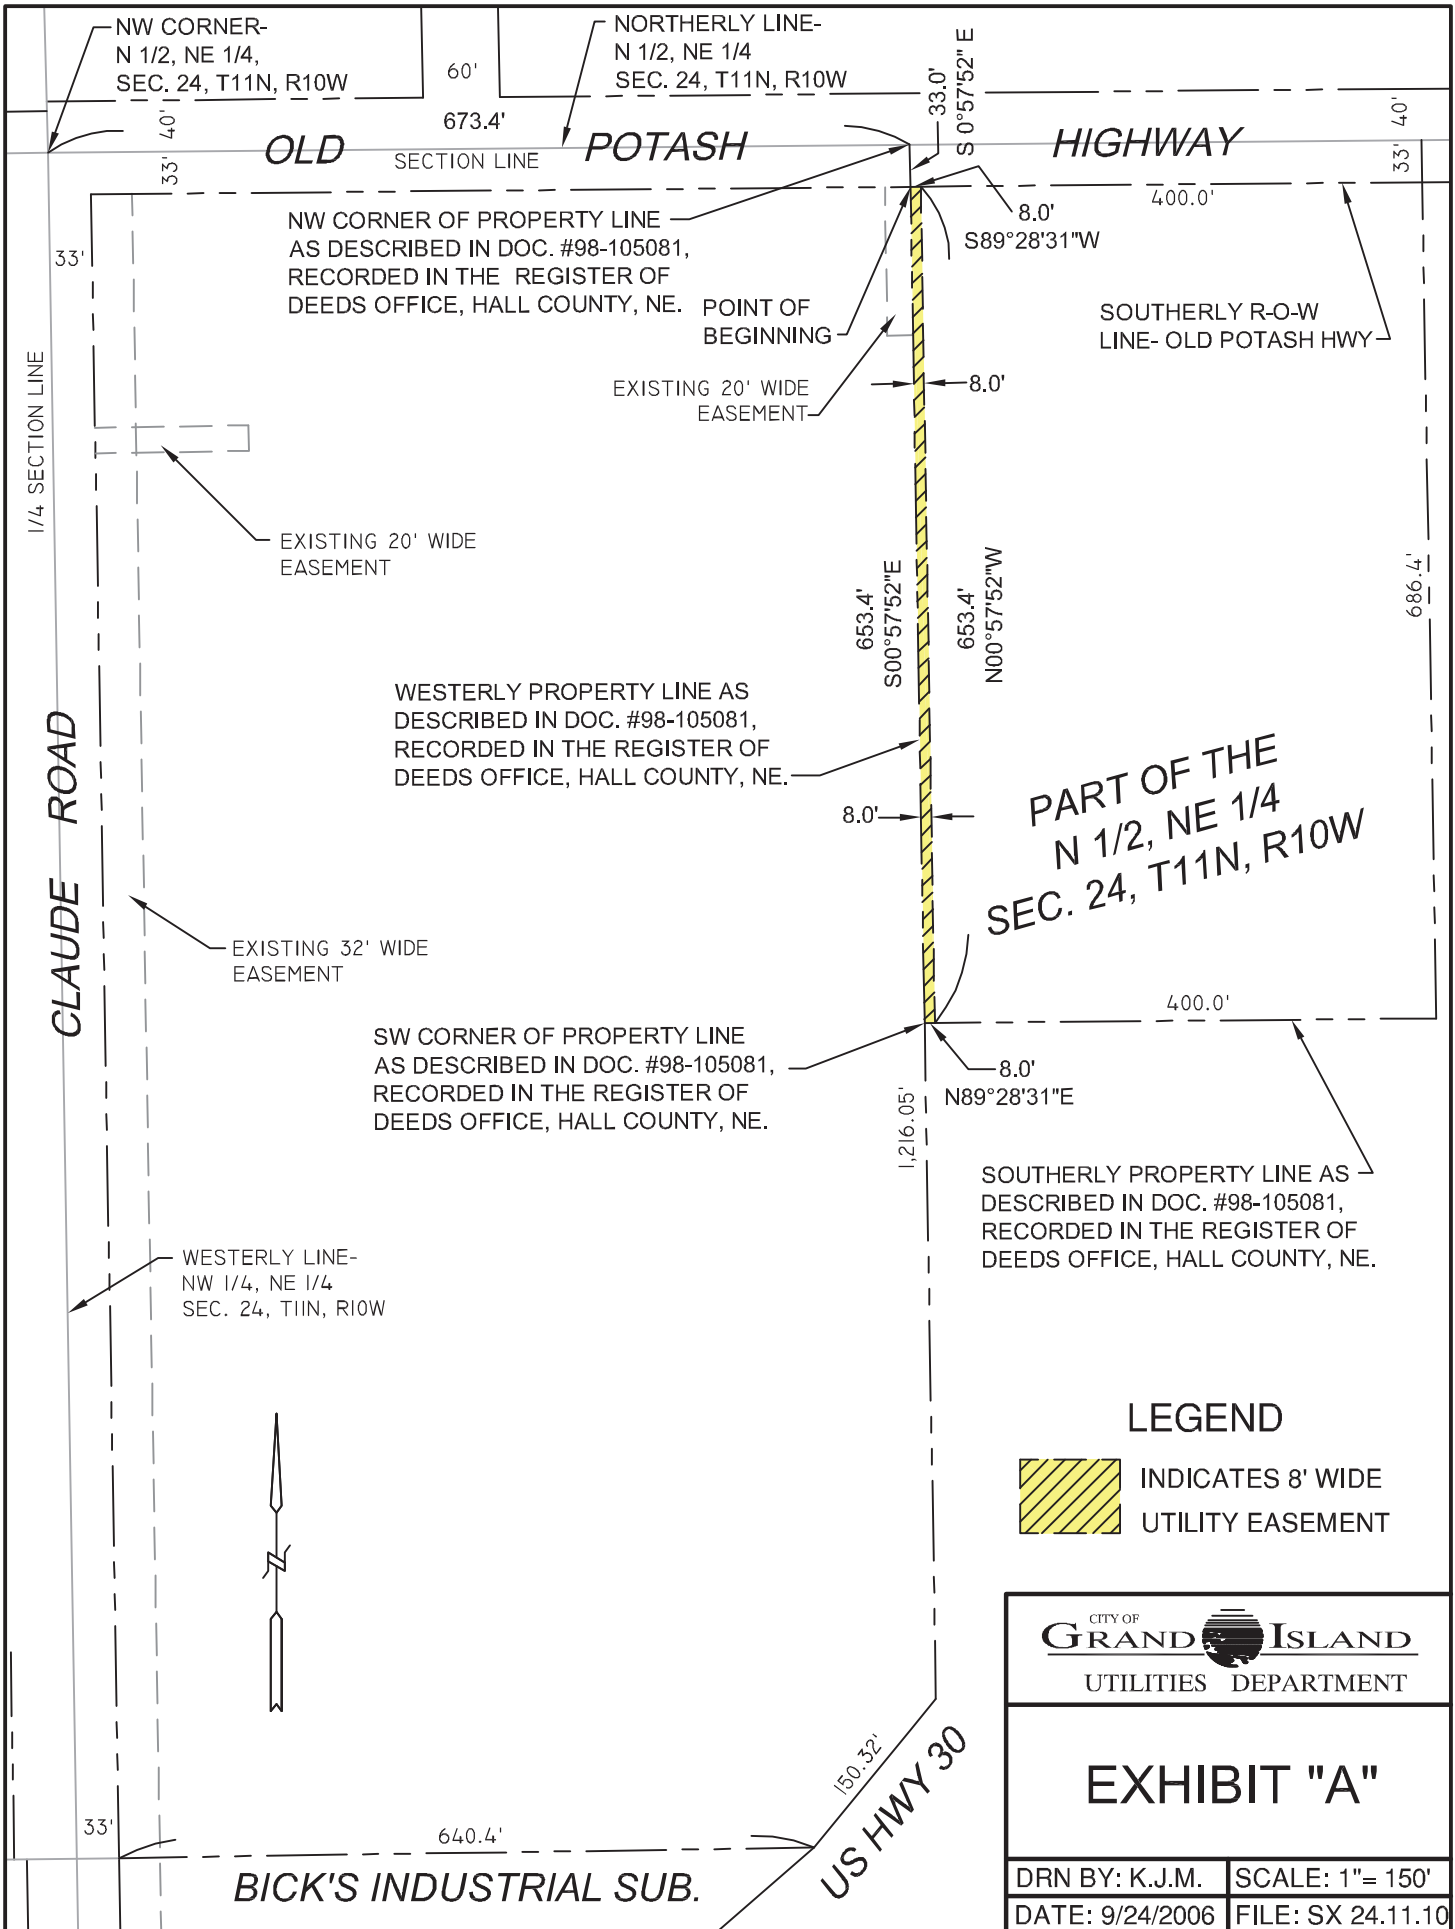 NW CORNER-
N 1/2, NE 1/4,
SEC. 24, T11N, R10W
60'
NORTHERLY LINE-
N 1/2, NE 1/4
SEC. 24, T11N, R10W
33.0'
S 0°57'52" E
40'
33'
673.4'
OLD POTASH HIGHWAY
SECTION LINE
40'
33'
33'
NW CORNER OF PROPERTY LINE
AS DESCRIBED IN DOC. #98-105081,
RECORDED IN THE REGISTER OF
DEEDS OFFICE, HALL COUNTY, NE.
POINT OF
BEGINNING
8.0'
S89°28'31"W
400.0'
SOUTHERLY R-O-W
LINE- OLD POTASH HWY
EXISTING 20' WIDE
EASEMENT
8.0'
1/4 SECTION LINE
EXISTING 20' WIDE
EASEMENT
653.4'
S00°57'52"E
653.4'
N00°57'52"W
686.4'
WESTERLY PROPERTY LINE AS
DESCRIBED IN DOC. #98-105081,
RECORDED IN THE REGISTER OF
DEEDS OFFICE, HALL COUNTY, NE.
8.0'
PART OF THE
N 1/2, NE 1/4
SEC. 24, T11N, R10W
CLAUDE ROAD
EXISTING 32' WIDE
EASEMENT
400.0'
SW CORNER OF PROPERTY LINE
AS DESCRIBED IN DOC. #98-105081,
RECORDED IN THE REGISTER OF
DEEDS OFFICE, HALL COUNTY, NE.
8.0'
N89°28'31"E
1,216.05'
SOUTHERLY PROPERTY LINE AS
DESCRIBED IN DOC. #98-105081,
RECORDED IN THE REGISTER OF
DEEDS OFFICE, HALL COUNTY, NE.
WESTERLY LINE-
NW 1/4, NE 1/4
SEC. 24, T11N, R10W
N
LEGEND
INDICATES 8' WIDE
UTILITY EASEMENT
150.32'
US HWY 30
33'
640.4'
BICK'S INDUSTRIAL SUB.
CITY OF
GRAND ISLAND
UTILITIES DEPARTMENT
EXHIBIT "A"
DRN BY: K.J.M.
SCALE: 1"= 150'
DATE: 9/24/2006
FILE: SX 24.11.10